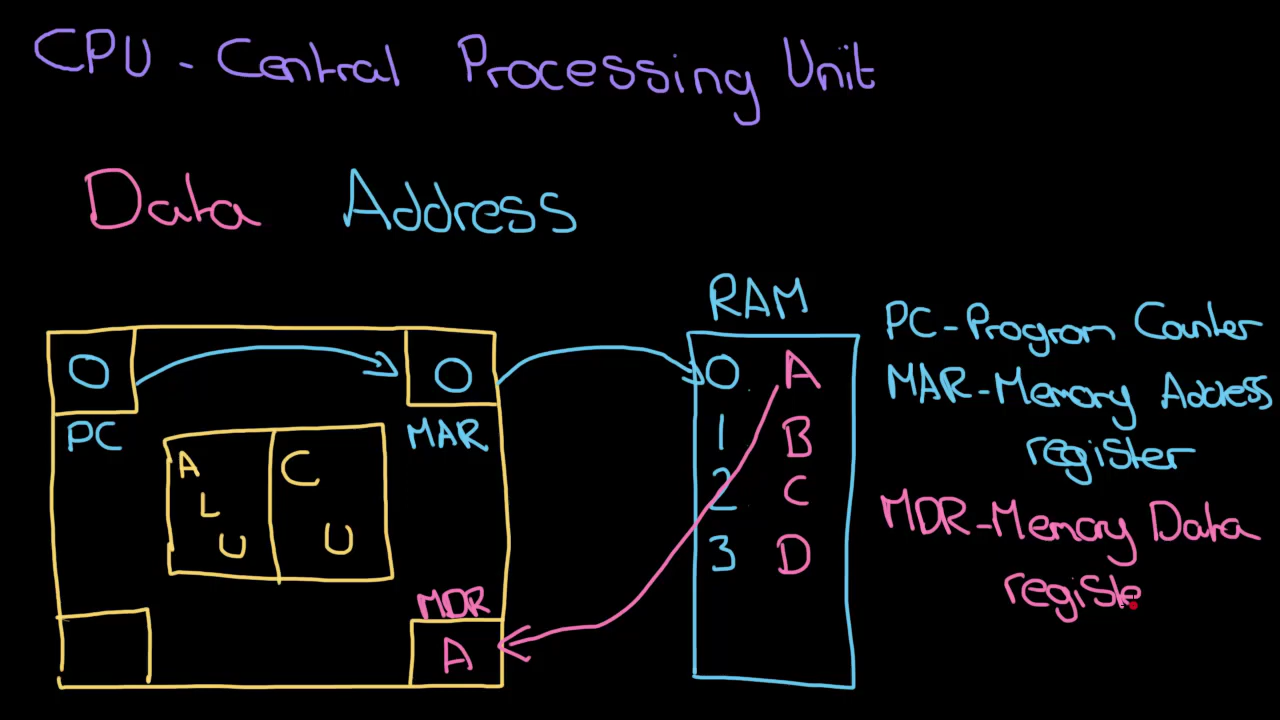 CPU - Central Processing Unit
Data Address
RAM
0 0 0 A
PC MAR
1 B
2 C
3 D
A L U C U
MDR
A
PC-Program Counter
MAR-Memory Address
register
MDR-Memory Data
registe